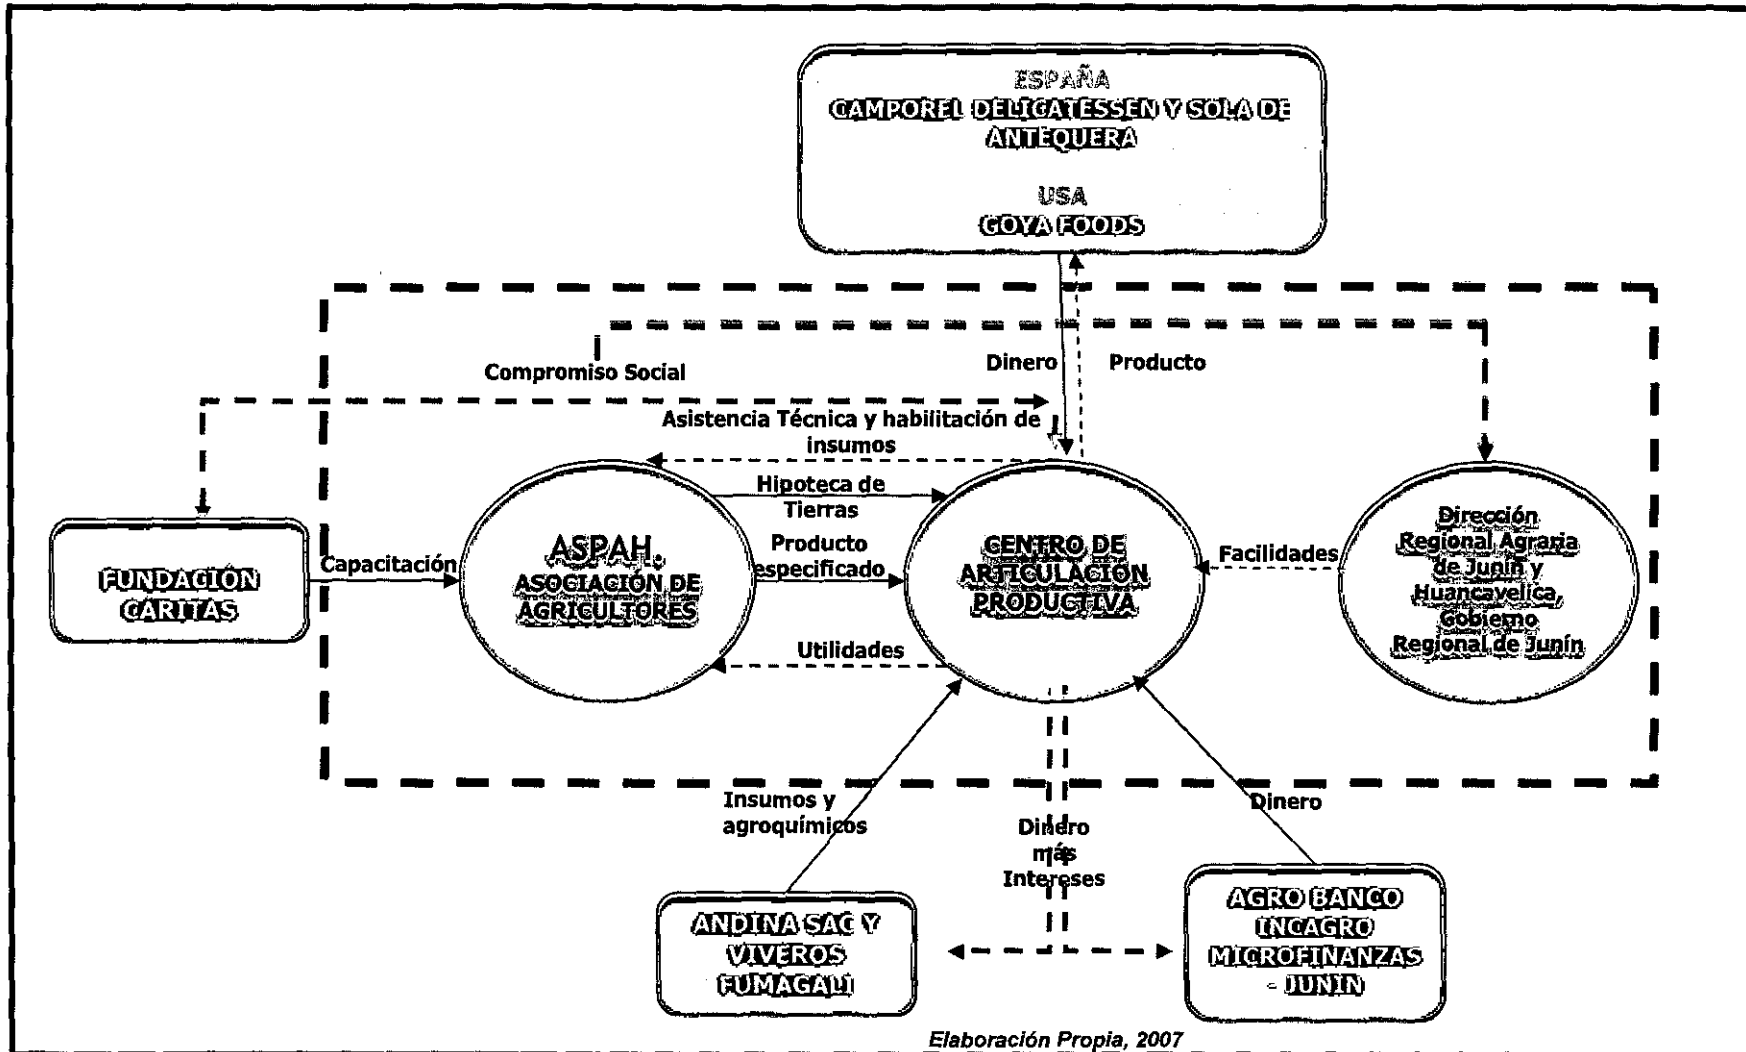 ESPAÑA
CAMPOREL DELICATESSEN Y SOLA DE
ANTEQUERA
USA
GOYA FOODS
Dinero
Producto
Compromiso Social
Asistencia Técnica y habilitación de
insumos
Hipoteca de
Tierras
FUNDACIÓN
CARITAS
Capacitación
ASPAH.
ASOCIACIÓN DE
AGRICULTORES
Producto
especificado
CENTRO DE
ARTICULACIÓN
PRODUCTIVA
Facilidades
Dirección
Regional Agraria
de Junín y
Huancavelica,
Gobierno
Regional de Junín
Utilidades
Insumos y
agroquímicos
Dinero
más
Intereses
Dinero
ANDINA SAC Y
VIVEROS
FUMAGALI
AGRO BANCO
INCAGRO
MICROFINANZAS
- JUNIN
Elaboración Propia, 2007